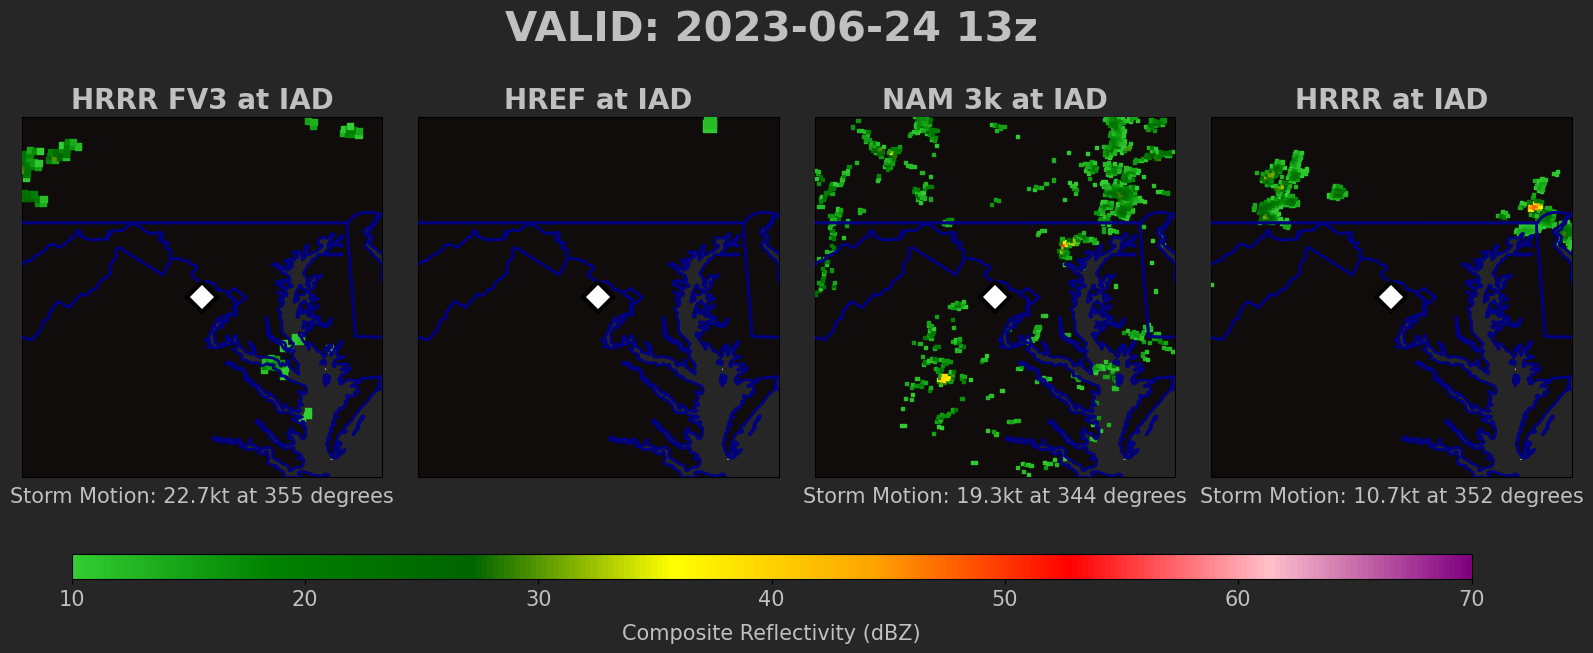 VALID: 2023-06-24 13z
HRRR FV3 at IAD
HREF at IAD
NAM 3k at IAD
HRRR at IAD
Storm Motion: 22.7kt at 355 degrees
Storm Motion: 19.3kt at 344 degrees
Storm Motion: 10.7kt at 352 degrees
10 20 30 40 50 60 70
Composite Reflectivity (dBZ)